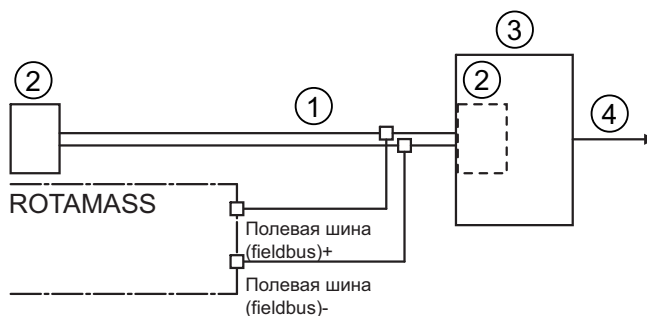 3
2
1
2
4
ROTAMASS
Полевая шина
(fieldbus)+
Полевая шина
(fieldbus)-